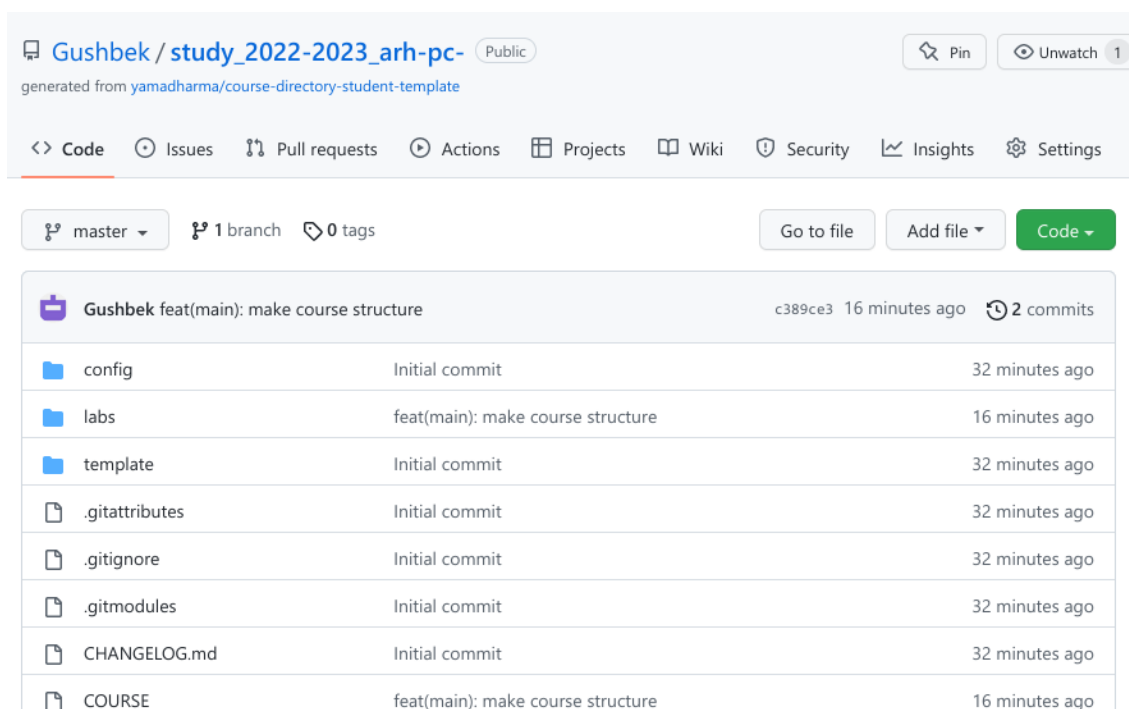 Gushbek / study_2022-2023_arh-pc- Public Pin Unwatch 1
generated from yamadharma/course-directory-student-template
Code Issues Pull requests Actions Projects Wiki Security Insights Settings
master 1 branch 0 tags Go to file Add file Code
Gushbek feat(main): make course structure c389ce3 16 minutes ago 2 commits
config Initial commit 32 minutes ago
labs feat(main): make course structure 16 minutes ago
template Initial commit 32 minutes ago
.gitattributes Initial commit 32 minutes ago
.gitignore Initial commit 32 minutes ago
.gitmodules Initial commit 32 minutes ago
CHANGELOG.md Initial commit 32 minutes ago
COURSE feat(main): make course structure 16 minutes ago